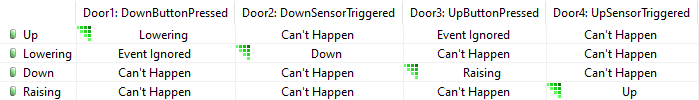 Door1: DownButtonPressed Door2: DownSensorTriggered Door3: UpButtonPressed Door4: UpSensorTriggered
Up Lowering Can't Happen Event Ignored Can't Happen
Lowering Event Ignored Down Can't Happen Can't Happen
Down Can't Happen Can't Happen Raising Can't Happen
Raising Can't Happen Can't Happen Can't Happen Up